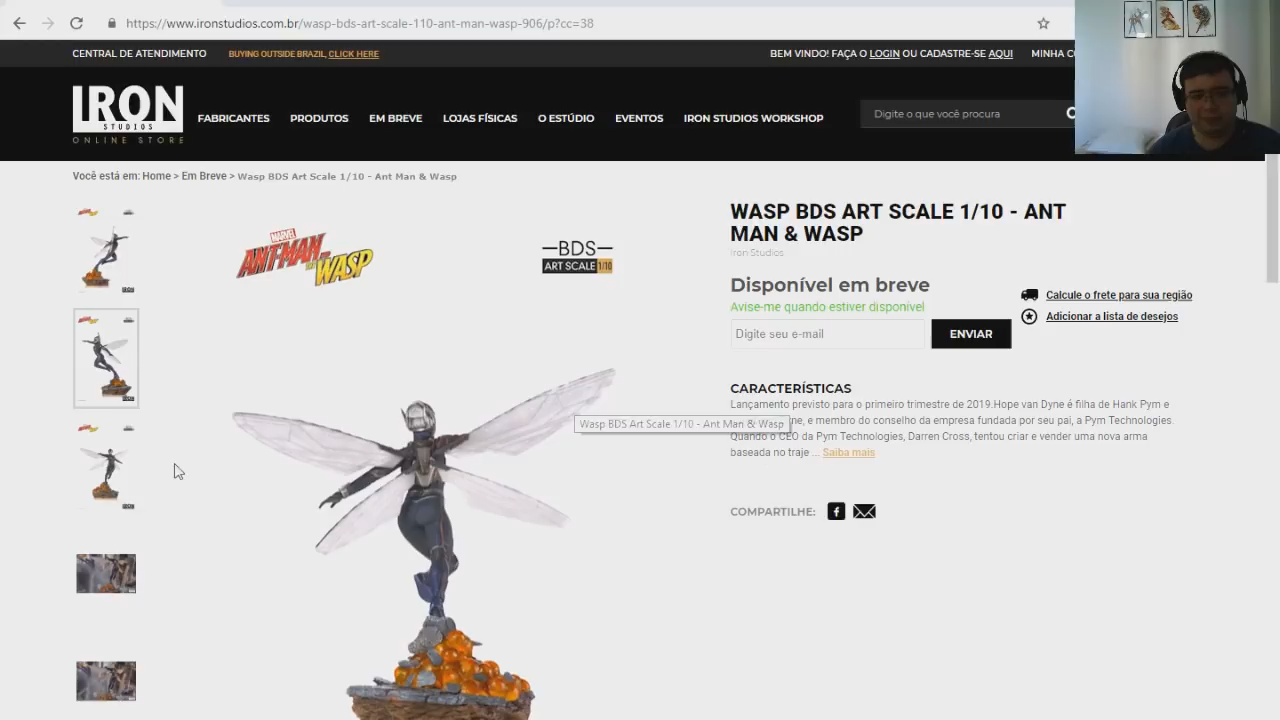 https://www.ironstudios.com.br/wasp-bds-art-scale-110-ant-man-wasp-906/p?cc=38
CENTRAL DE ATENDIMENTO
BUYING OUTSIDE BRAZIL, CLICK HERE
BEM VINDO! FAÇA O LOGIN OU CADASTRE-SE AQUI
MINHA
IRON
STUDIOS
ONLINE STORE
FABRICANTES
PRODUTOS
EM BREVE
LOJAS FÍSICAS
O ESTÚDIO
EVENTOS
IRON STUDIOS WORKSHOP
Digite o que você procura
Você está em: Home > Em Breve > Wasp BDS Art Scale 1/10 - Ant Man & Wasp
MARVEL
ANT-MAN
AND THE
WASP
BDS
ART SCALE 1/10
WASP BDS ART SCALE 1/10 - ANT
MAN & WASP
Iron Studios
Disponível em breve
Avise-me quando estiver disponível
Digite seu e-mail
ENVIAR
Calcule o frete para sua região
Adicionar a lista de desejos
CARACTERÍSTICAS
Lançamento previsto para o primeiro trimestre de 2019.Hope van Dyne é filha de Hank Pym e
Wasp BDS Art Scale 1/10 - Ant Man & Wasp
ne, e membro do conselho da empresa fundada por seu pai, a Pym Technologies.
Quando o CEO da Pym Technologies, Darren Cross, tentou criar e vender uma nova arma
baseada no traje ... Saiba mais
COMPARTILHE: